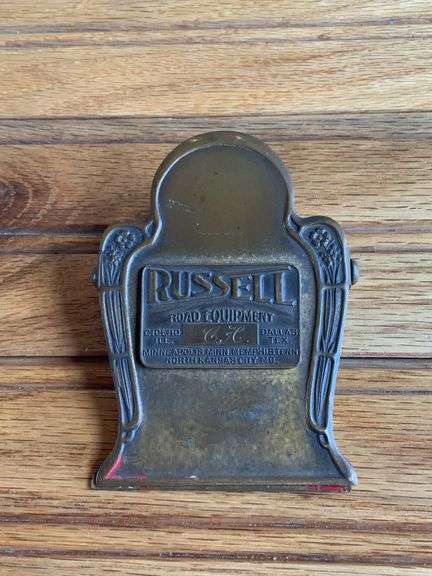 RUSSELL
ROAD EQUIPMENT
CICERO ILL. C. C. DALLAS TEX.
MINNEAPOLIS, MINN. MEMPHIS, TENN.
NORTH KANSAS CITY, MO.